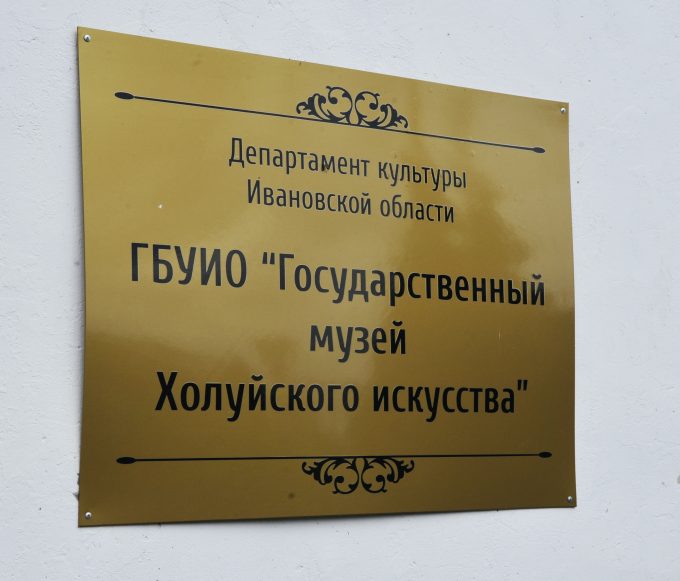 Департамент культуры
Ивановской области
ГБУИО “Государственный
музей
Холуйского искусства”